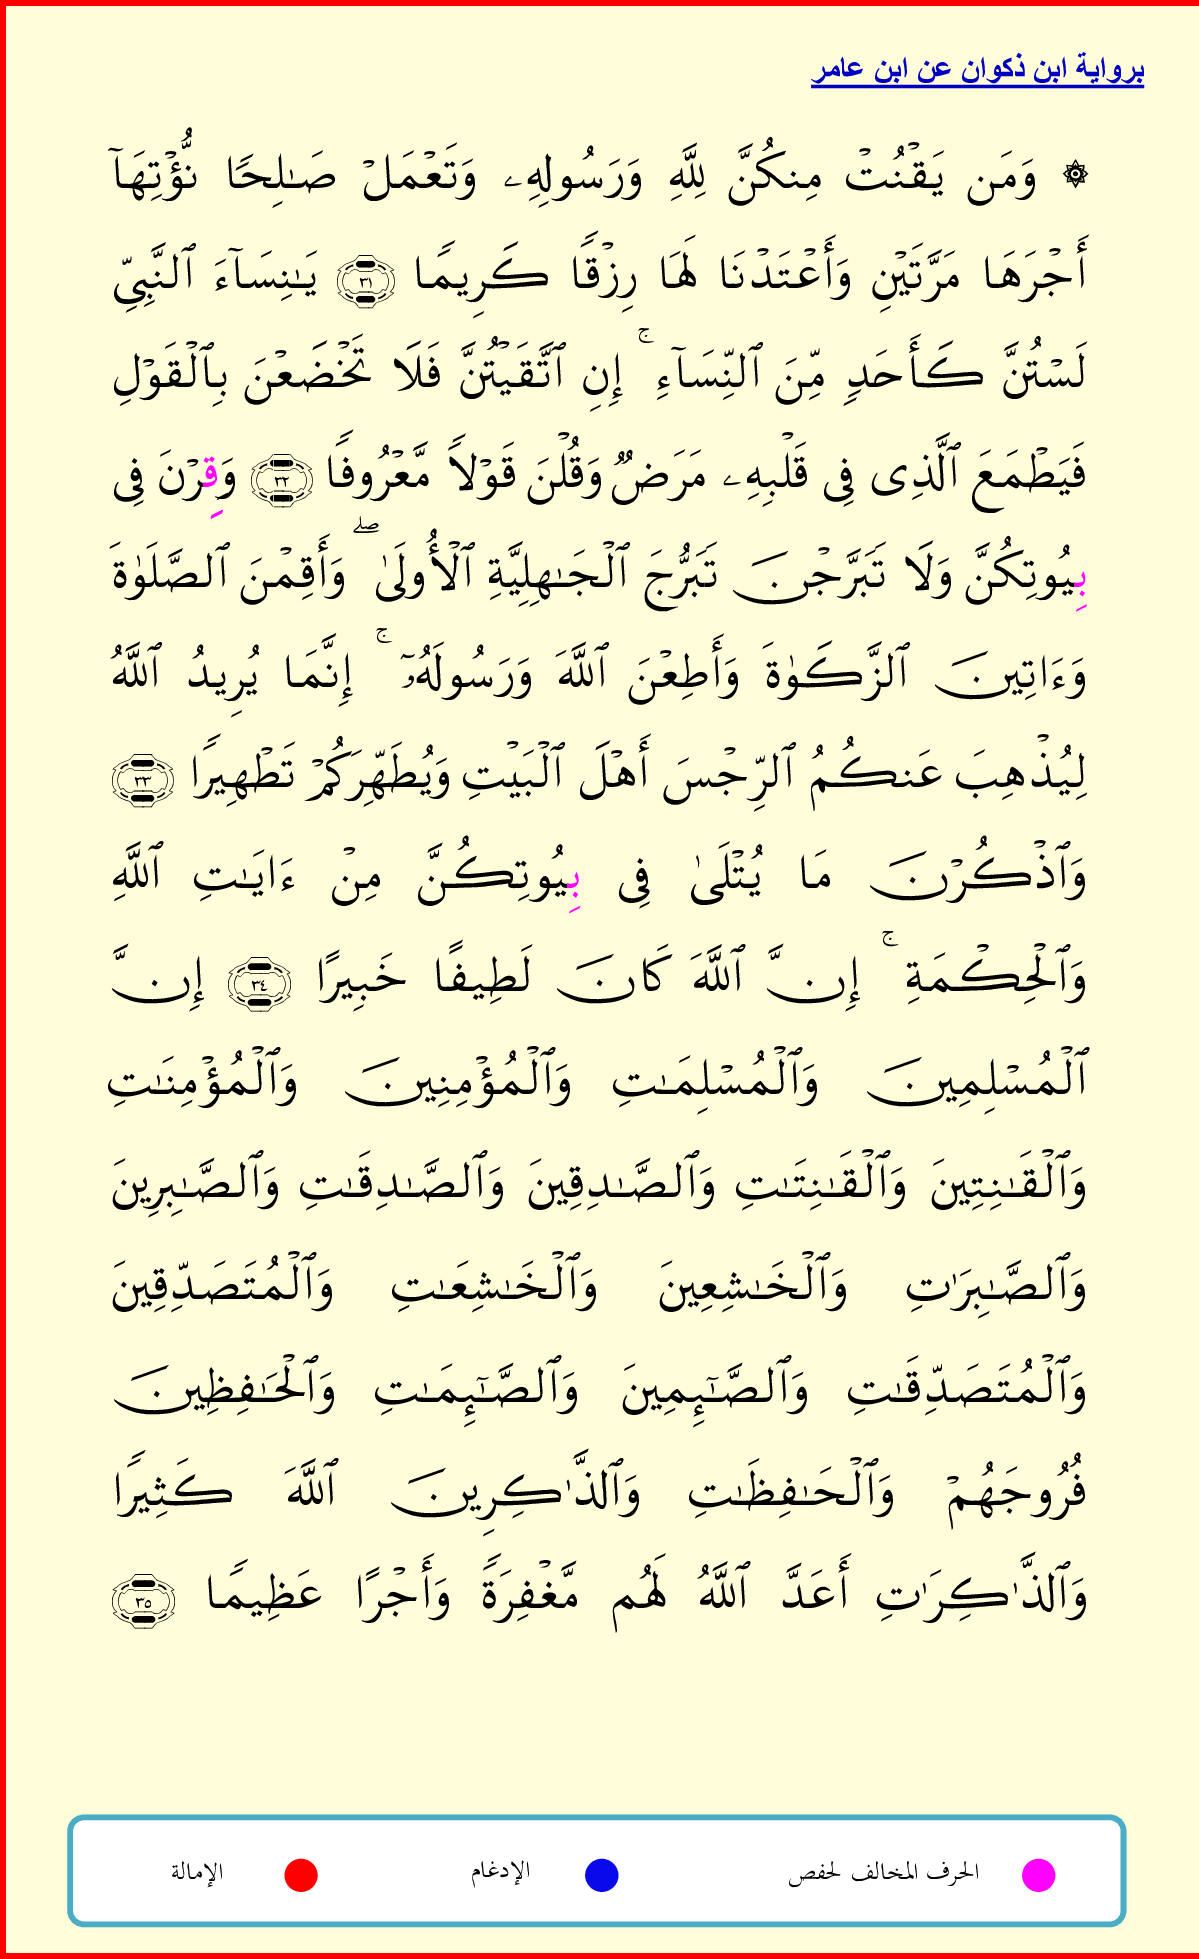 برواية ابن ذكوان عن ابن عامر
۞ وَمَن يَقۡنُتۡ مِنكُنَّ لِلَّهِ وَرَسُولِهِۦ وَتَعۡمَلۡ صَـٰلِحًا نُّؤۡتِهَآ
أَجۡرَهَا مَرَّتَيۡنِ وَأَعۡتَدۡنَا لَهَا رِزۡقًا كَرِيمًا ٣١ يَـٰنِسَآءَ ٱلنَّبِيِّ
لَسۡتُنَّ كَأَحَدٍ مِّنَ ٱلنِّسَآءِ ۚ إِنِ ٱتَّقَيۡتُنَّ فَلَا تَخۡضَعۡنَ بِٱلۡقَوۡلِ
فَيَطۡمَعَ ٱلَّذِى فِى قَلۡبِهِۦ مَرَضٌ وَقُلۡنَ قَوۡلًا مَّعۡرُوفًا ٣٢ وَقِرۡنَ فِى
بِيُوتِكُنَّ وَلَا تَبَرَّجۡنَ تَبَرُّجَ ٱلۡجَـٰهِلِيَّةِ ٱلۡأُولَىٰ ۖ وَأَقِمۡنَ ٱلصَّلَوٰةَ
وَءَاتِينَ ٱلزَّكَوٰةَ وَأَطِعۡنَ ٱللَّهَ وَرَسُولَهُۥٓ ۚ إِنَّمَا يُرِيدُ ٱللَّهُ
لِيُذۡهِبَ عَنكُمُ ٱلرِّجۡسَ أَهۡلَ ٱلۡبَيۡتِ وَيُطَهِّرَكُمۡ تَطۡهِيرًا ٣٣
وَٱذۡكُرۡنَ مَا يُتۡلَىٰ فِى بِيُوتِكُنَّ مِنۡ ءَايَـٰتِ ٱللَّهِ
وَٱلۡحِكۡمَةِ ۚ إِنَّ ٱللَّهَ كَانَ لَطِيفًا خَبِيرًا ٣٤ إِنَّ
ٱلۡمُسۡلِمِينَ وَٱلۡمُسۡلِمَـٰتِ وَٱلۡمُؤۡمِنِينَ وَٱلۡمُؤۡمِنَـٰتِ
وَٱلۡقَـٰنِتِينَ وَٱلۡقَـٰنِتَـٰتِ وَٱلصَّـٰدِقِينَ وَٱلصَّـٰدِقَـٰتِ وَٱلصَّـٰبِرِينَ
وَٱلصَّـٰبِرَٰتِ وَٱلۡخَـٰشِعِينَ وَٱلۡخَـٰشِعَـٰتِ وَٱلۡمُتَصَدِّقِينَ
وَٱلۡمُتَصَدِّقَـٰتِ وَٱلصَّـٰٓئِمِينَ وَٱلصَّـٰٓئِمَـٰتِ وَٱلۡحَـٰفِظِينَ
فُرُوجَهُمۡ وَٱلۡحَـٰفِظَـٰتِ وَٱلذَّٰكِرِينَ ٱللَّهَ كَثِيرًا
وَٱلذَّٰكِرَٰتِ أَعَدَّ ٱللَّهُ لَهُم مَّغۡفِرَةً وَأَجۡرًا عَظِيمًا ٣٥
الحرف المخالف لحفص الإدغام الإمالة